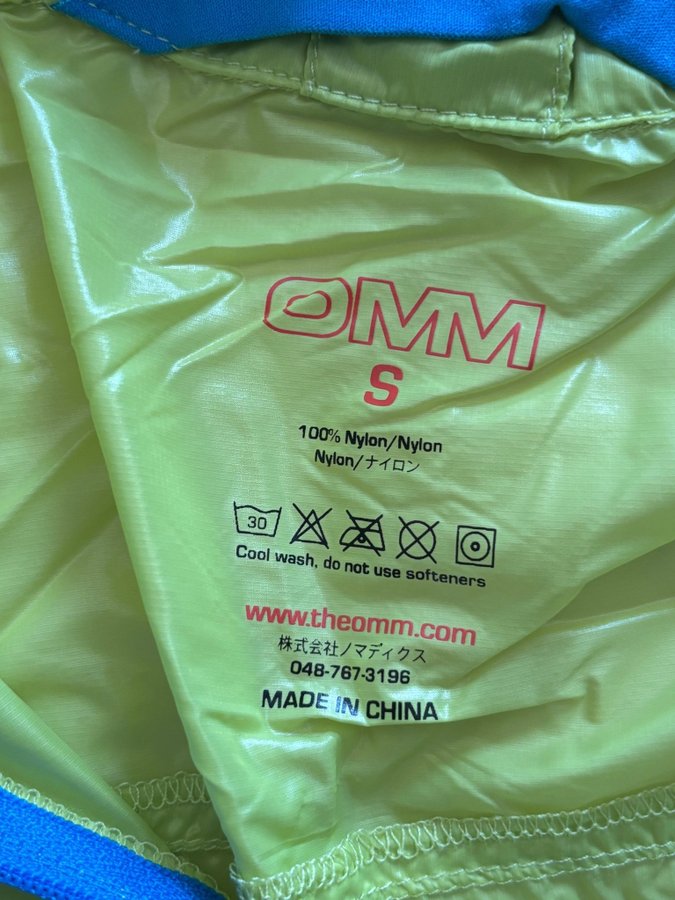 OMM
S
100% Nylon/Nylon
Nylon/ナイロン
30
Cool wash, do not use softeners
www.theomm.com
株式会社ノマディクス
048-767-3196
MADE IN CHINA